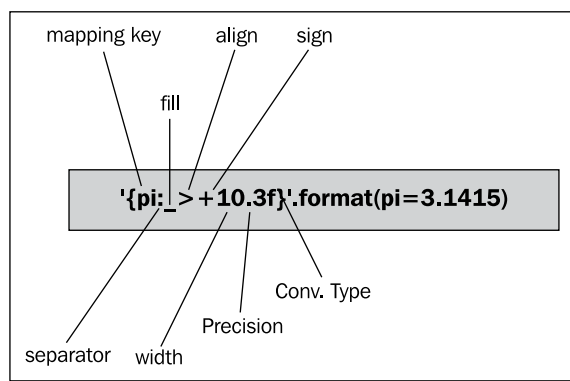 mapping key align sign
fill
'{pi:_>+10.3f}'.format(pi=3.1415)
Conv. Type
Precision
separator width